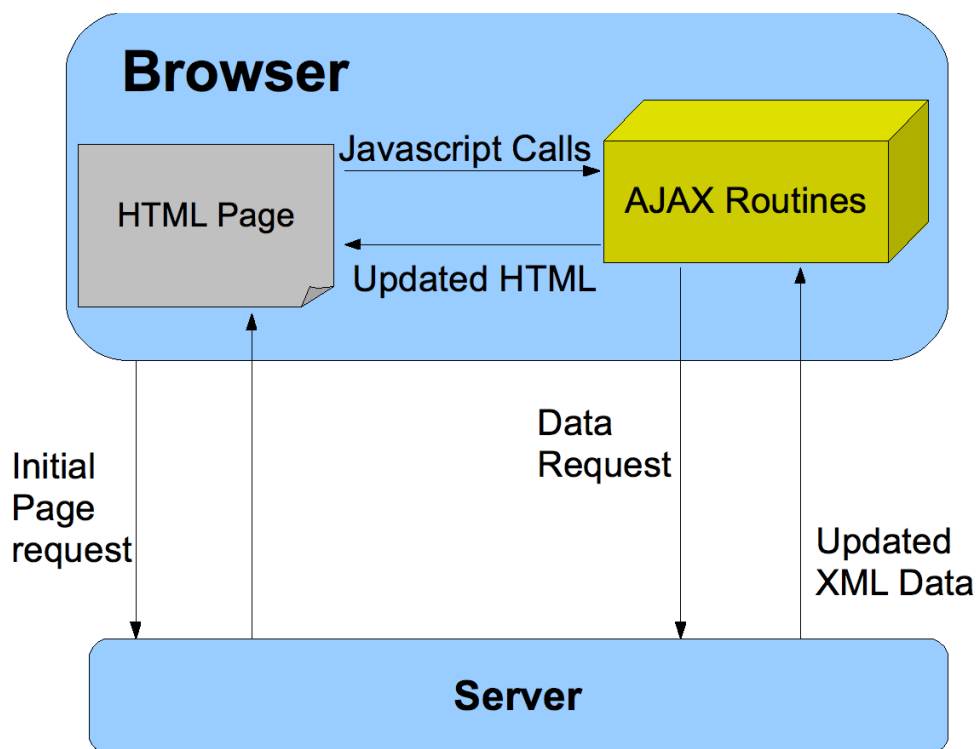 Browser
Javascript Calls
HTML Page
AJAX Routines
Updated HTML
Initial
Page
request
Data
Request
Updated
XML Data
Server